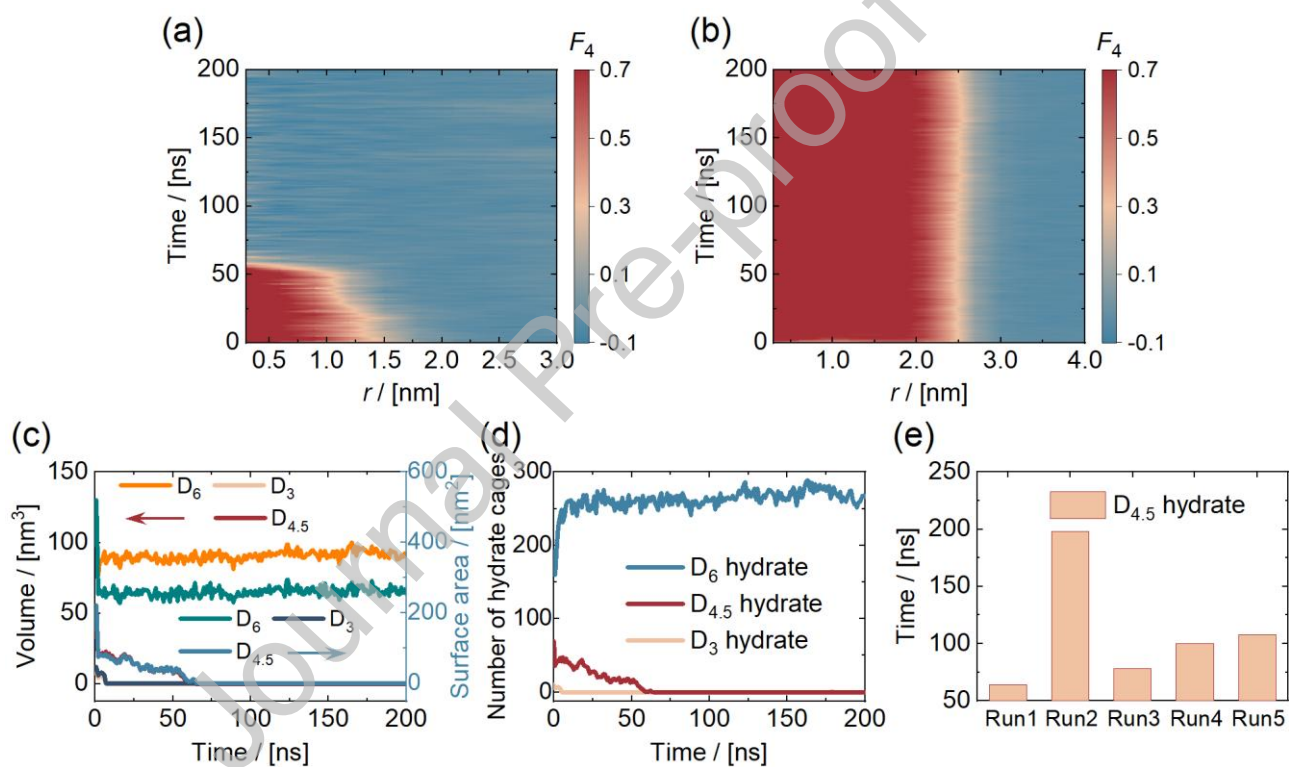 (a)
F4
200
150
100
50
0
Time / [ns]
0.5 1.0 1.5 2.0 2.5 3.0
r / [nm]
0.7
0.5
0.3
0.1
-0.1
(b)
F4
200
150
100
50
0
Time / [ns]
1.0 2.0 3.0 4.0
r / [nm]
0.7
0.5
0.3
0.1
-0.1
Journal Pre-proof
(c)
150
100
50
0
Volume / [nm3]
D6 D3
D4.5
D6 D3
D4.5
600
400
200
0
Surface area / [nm2]
0 50 100 150 200
Time / [ns]
(d)
300
250
100
50
0
Number of hydrate cages
D6 hydrate
D4.5 hydrate
D3 hydrate
0 50 100 150 200
Time / [ns]
(e)
250
200
150
100
50
Time / [ns]
D4.5 hydrate
Run1 Run2 Run3 Run4 Run5